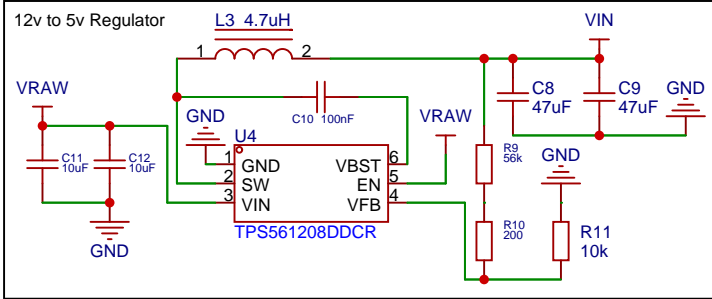 12v to 5v Regulator
L3 4.7uH
VIN
1
2
VRAW
C8
47uF
C9
47uF
GND
GND
C10 100nF
VRAW
U4
C11
10uF
C12
10uF
1
GND
VBST
6
2
SW
EN
5
3
VIN
VFB
4
R9
56k
GND
TPS561208DDCR
R10
200
R11
10k
GND